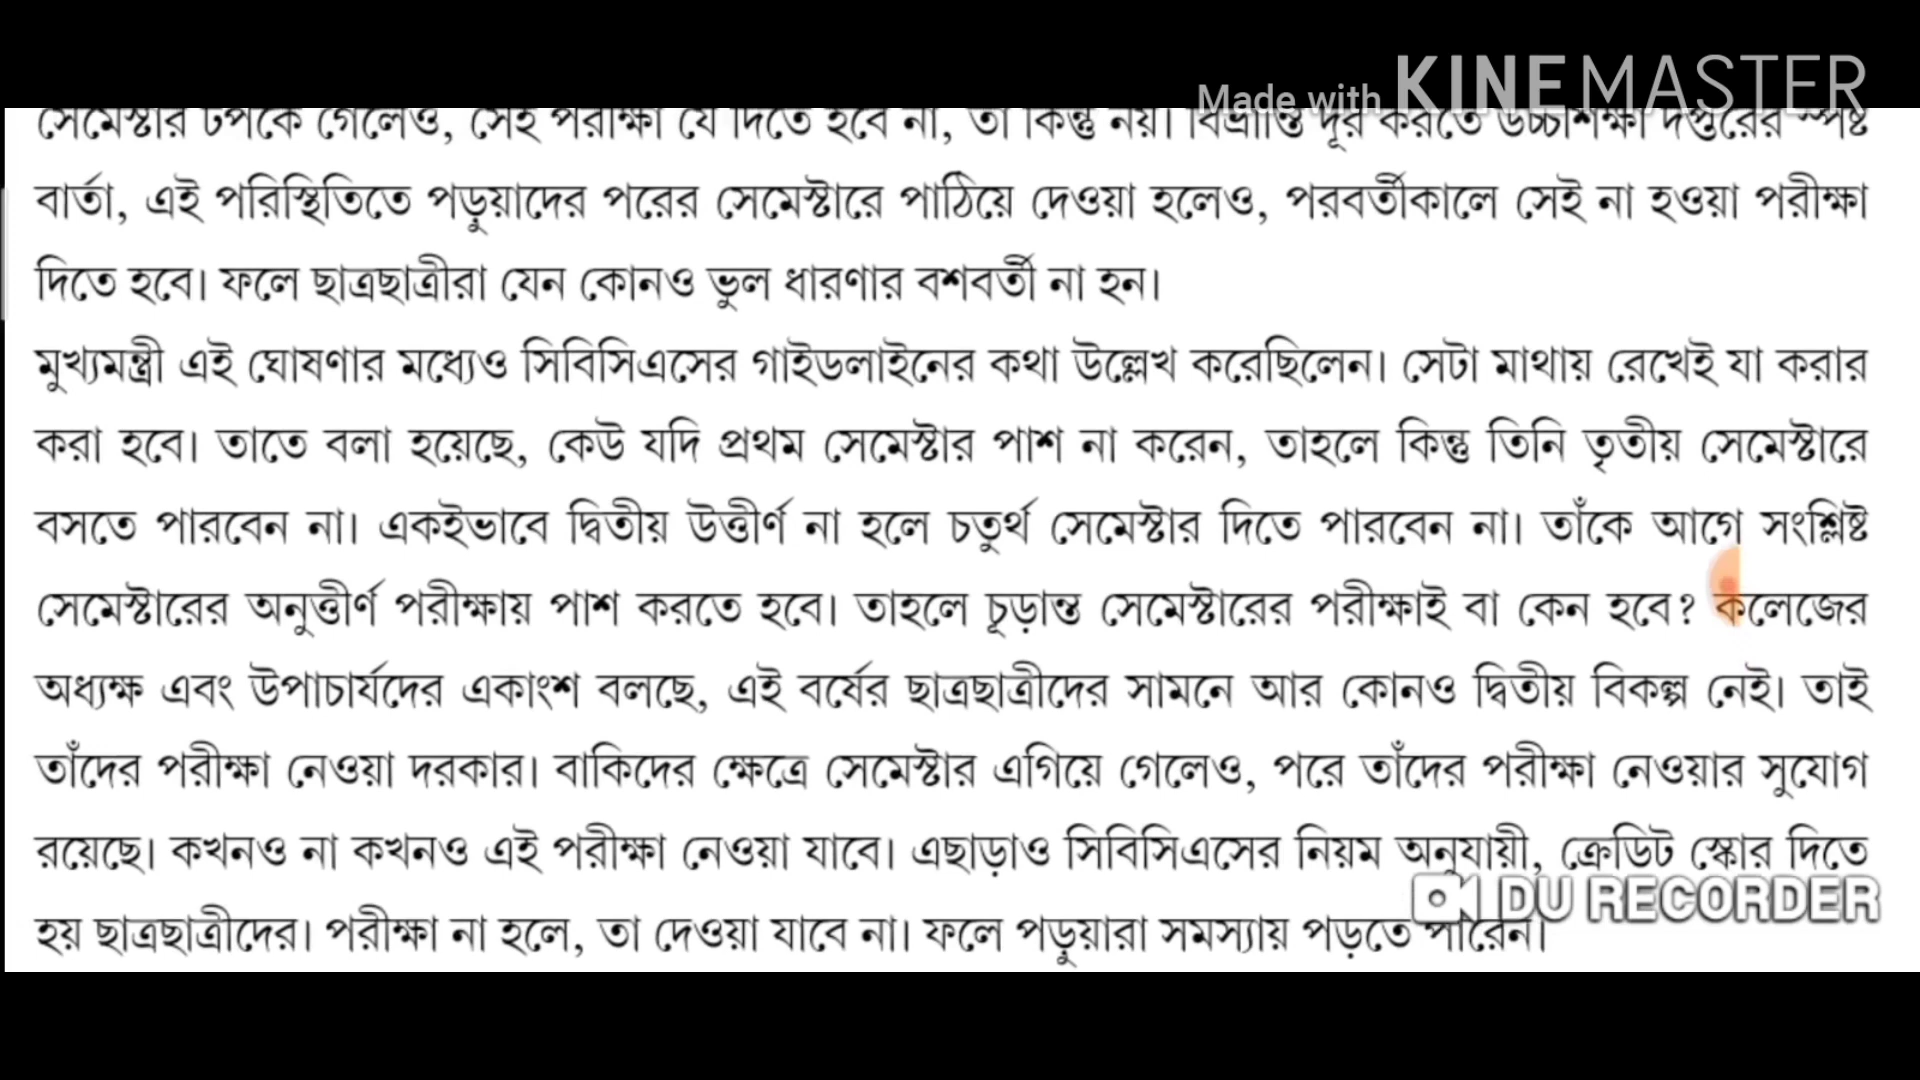 Made with KINEMASTER
সেমেস্টার টপকে গেলেও, সেই পরীক্ষা যে দিতে হবে না, তা কিন্তু নয়। বিভ্রান্তি দূর করতে উচ্চশিক্ষা দপ্তরের স্পষ্ট
বার্তা, এই পরিস্থিতিতে পড়ুয়াদের পরের সেমেস্টারে পাঠিয়ে দেওয়া হলেও, পরবর্তীকালে সেই না হওয়া পরীক্ষা
দিতে হবে। ফলে ছাত্রছাত্রীরা যেন কোনও ভুল ধারণার বশবর্তী না হন।
মুখ্যমন্ত্রী এই ঘোষণার মধ্যেও সিবিসিএসের গাইডলাইনের কথা উল্লেখ করেছিলেন। সেটা মাথায় রেখেই যা করার
করা হবে। তাতে বলা হয়েছে, কেউ যদি প্রথম সেমেস্টার পাশ না করেন, তাহলে কিন্তু তিনি তৃতীয় সেমেস্টারে
বসতে পারবেন না। একইভাবে দ্বিতীয় উত্তীর্ণ না হলে চতুর্থ সেমেস্টার দিতে পারবেন না। তাঁকে আগে সংশ্লিষ্ট
সেমেস্টারের অনুত্তীর্ণ পরীক্ষায় পাশ করতে হবে। তাহলে চূড়ান্ত সেমেস্টারের পরীক্ষাই বা কেন হবে? কলেজের
অধ্যক্ষ এবং উপাচার্যদের একাংশ বলছে, এই বর্ষের ছাত্রছাত্রীদের সামনে আর কোনও দ্বিতীয় বিকল্প নেই। তাই
তাঁদের পরীক্ষা নেওয়া দরকার। বাকিদের ক্ষেত্রে সেমেস্টার এগিয়ে গেলেও, পরে তাঁদের পরীক্ষা নেওয়ার সুযোগ
রয়েছে। কখনও না কখনও এই পরীক্ষা নেওয়া যাবে। এছাড়াও সিবিসিএসের নিয়ম অনুযায়ী, ক্রেডিট স্কোর দিতে
হয় ছাত্রছাত্রীদের। পরীক্ষা না হলে, তা দেওয়া যাবে না। ফলে পড়ুয়ারা সমস্যায় পড়তে পারেন।
DU RECORDER